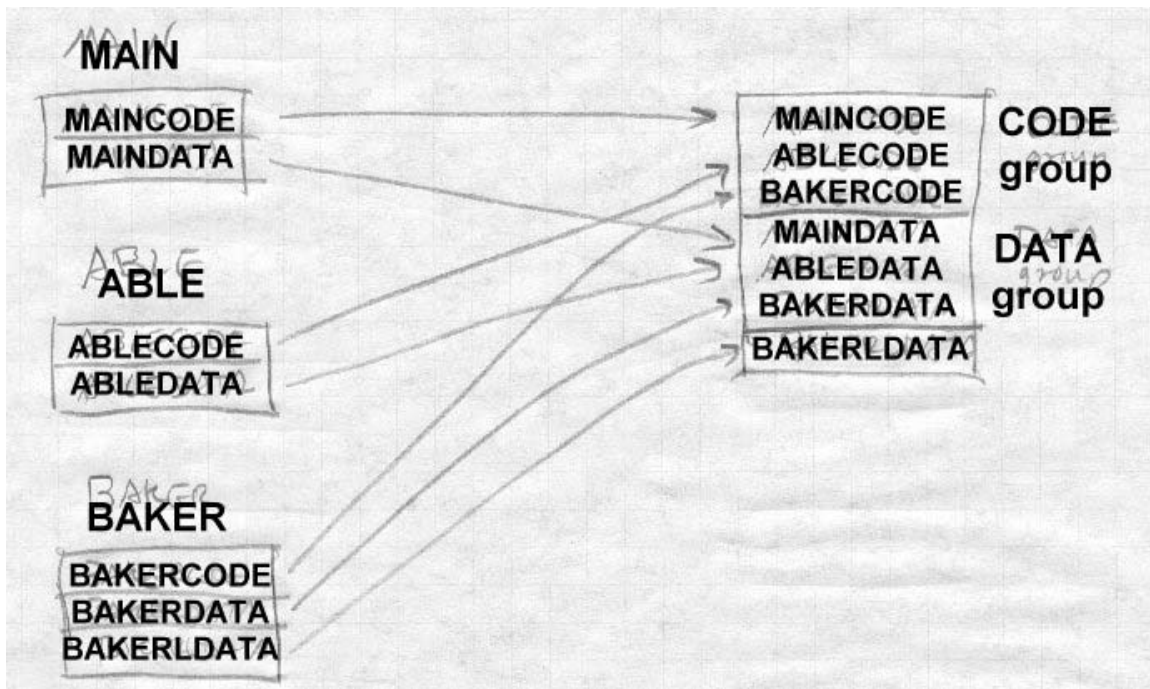 MAIN
MAINCODE
MAINDATA
ABLE
ABLECODE
ABLEDATA
BAKER
BAKERCODE
BAKERDATA
BAKERLDATA
MAINCODE
ABLECODE
BAKERCODE
MAINDATA
ABLEDATA
BAKERDATA
BAKERLDATA
CODE
group
DATA
group